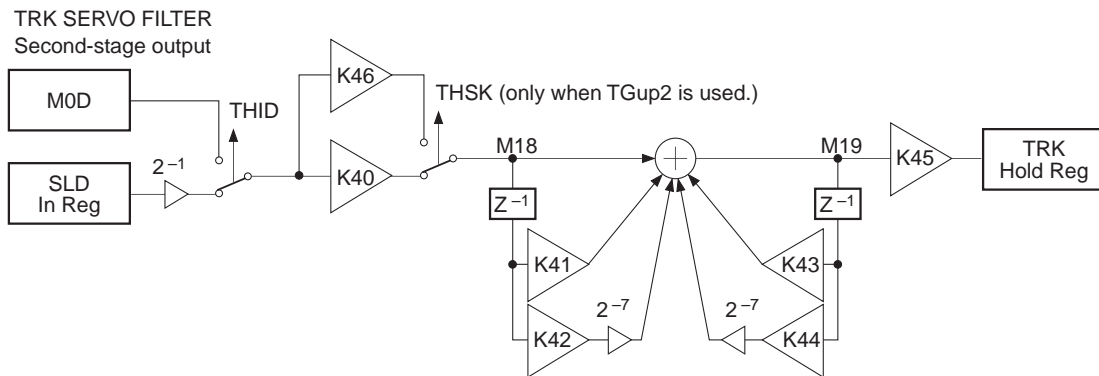 TRK SERVO FILTER
Second-stage output
M0D
SLD
In Reg
2⁻¹
THID
K46
K40
THSK (only when TGup2 is used.)
M18
Z⁻¹
K41
K42
2⁻⁷
M19
Z⁻¹
K43
2⁻⁷
K44
K45
TRK
Hold Reg